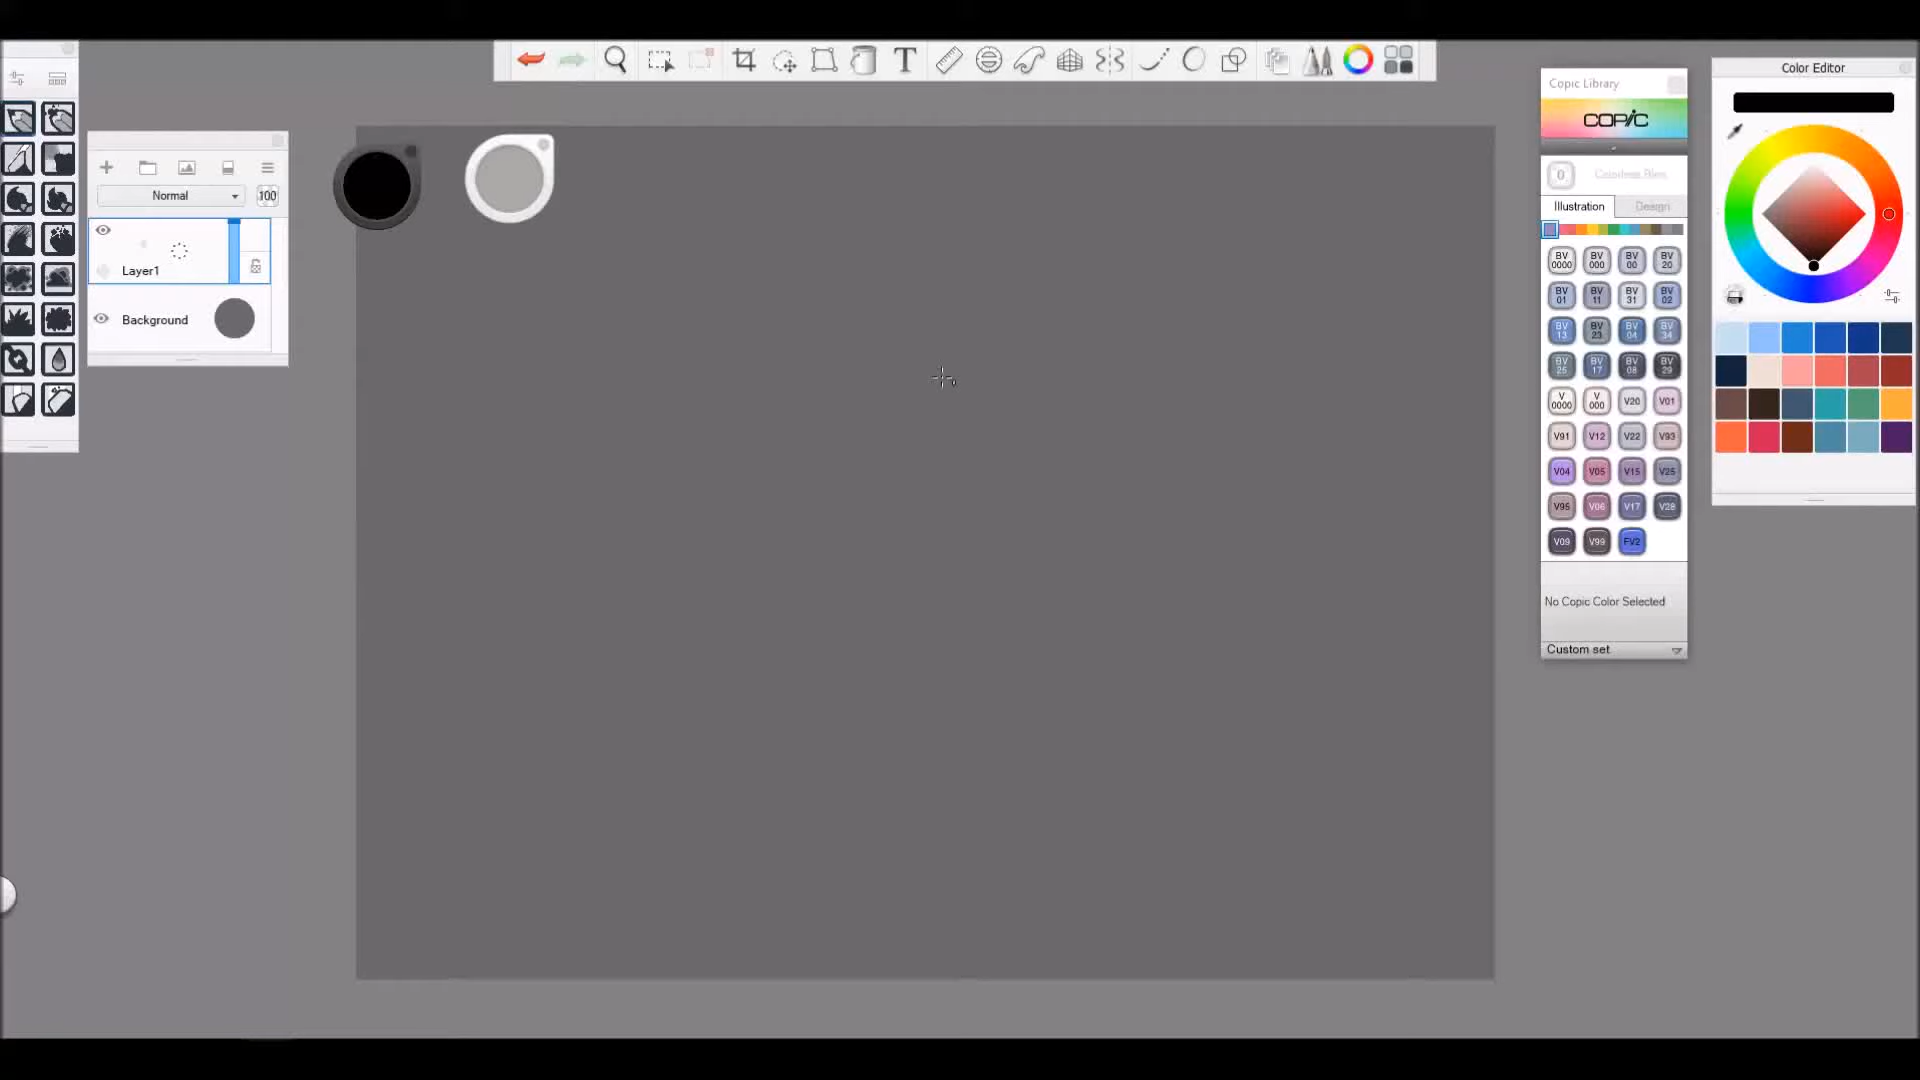 T
Color Editor
Copic Library
COPIC
0 Colorless Blen
Normal 100
Illustration Design
Layer1
Background
BV 0000 BV 000 BV 00 BV 20
BV 01 BV 11 BV 31 BV 02
BV 13 BV 23 BV 04 BV 34
BV 25 BV 17 BV 08 BV 29
V 0000 V 000 V20 V01
V91 V12 V22 V93
V04 V05 V15 V25
V95 V06 V17 V28
V09 V99 FV2
No Copic Color Selected
Custom set